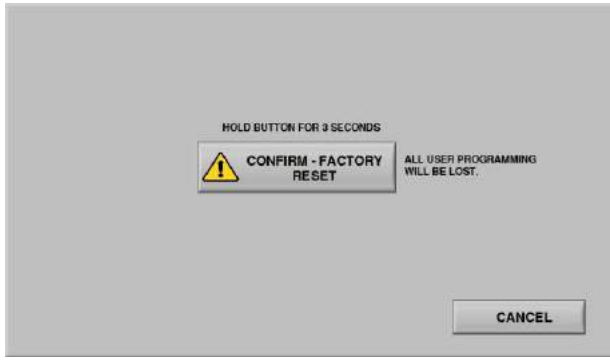 HOLD BUTTON FOR 3 SECONDS
CONFIRM - FACTORY
RESET
ALL USER PROGRAMMING
WILL BE LOST.
CANCEL